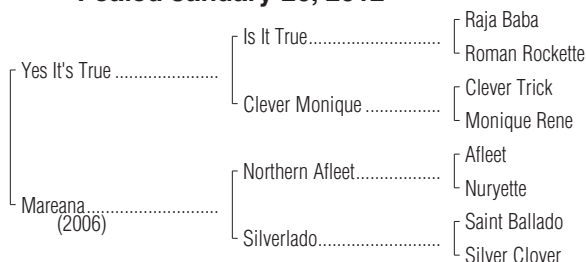 Foaled January 20, 2012
Raja Baba
Is It True
Roman Rockette
Yes It's True
Clever Trick
Clever Monique
Monique Rene
Afleet
Northern Afleet
Nuryette
Mareana
(2006)
Saint Ballado
Silverlado
Silver Clover